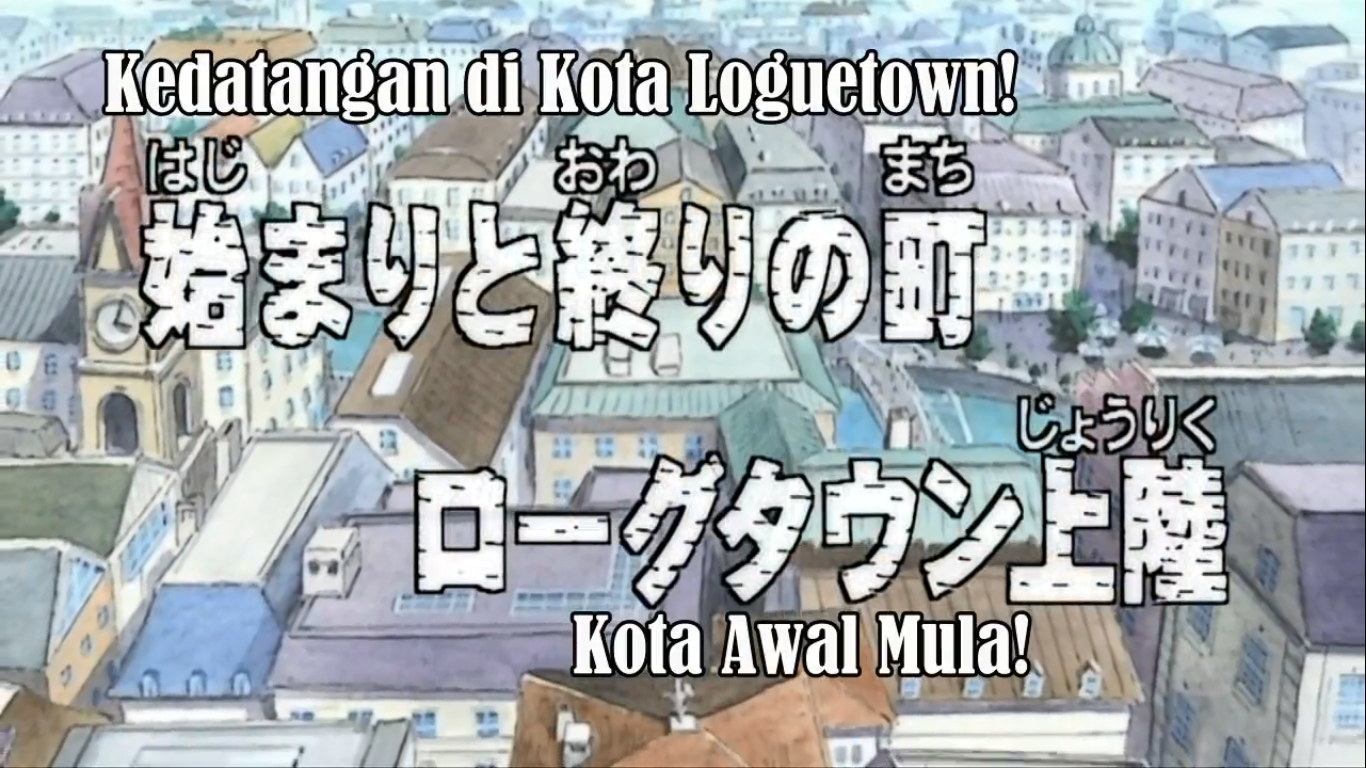 Kedatangan di Kota Loguetown!
はじ おわ まち
始まりと終りの町
じょうりく
ローグタウン上陸
Kota Awal Mula!